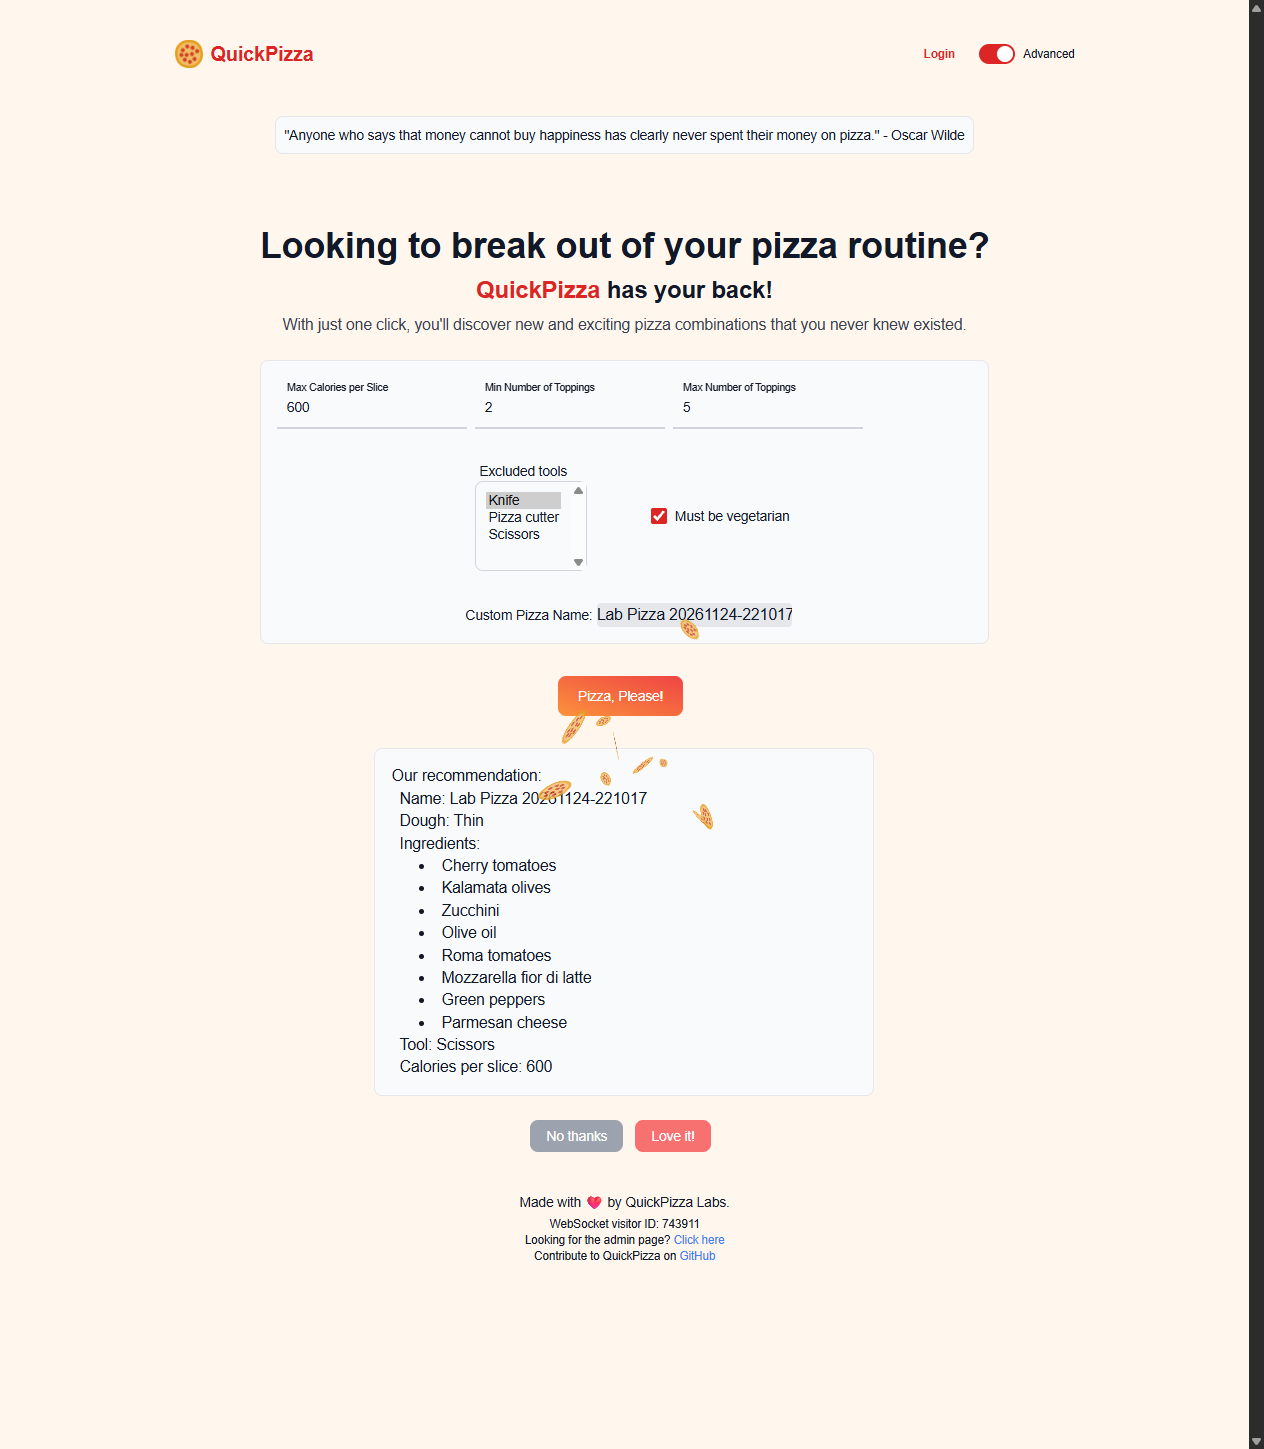 QuickPizza
Login
Advanced
"Anyone who says that money cannot buy happiness has clearly never spent their money on pizza." - Oscar Wilde
Looking to break out of your pizza routine?
QuickPizza has your back!
With just one click, you'll discover new and exciting pizza combinations that you never knew existed.
Max Calories per Slice
Min Number of Toppings
Max Number of Toppings
600
2
5
Excluded tools
Knife
Pizza cutter
Scissors
Must be vegetarian
Custom Pizza Name: Lab Pizza 20261124-221017
Pizza, Please!
Our recommendation:
Name: Lab Pizza 20261124-221017
Dough: Thin
Ingredients:
Cherry tomatoes
Kalamata olives
Zucchini
Olive oil
Roma tomatoes
Mozzarella fior di latte
Green peppers
Parmesan cheese
Tool: Scissors
Calories per slice: 600
No thanks
Love it!
Made with ❤️ by QuickPizza Labs.
WebSocket visitor ID: 743911
Looking for the admin page? Click here
Contribute to QuickPizza on GitHub